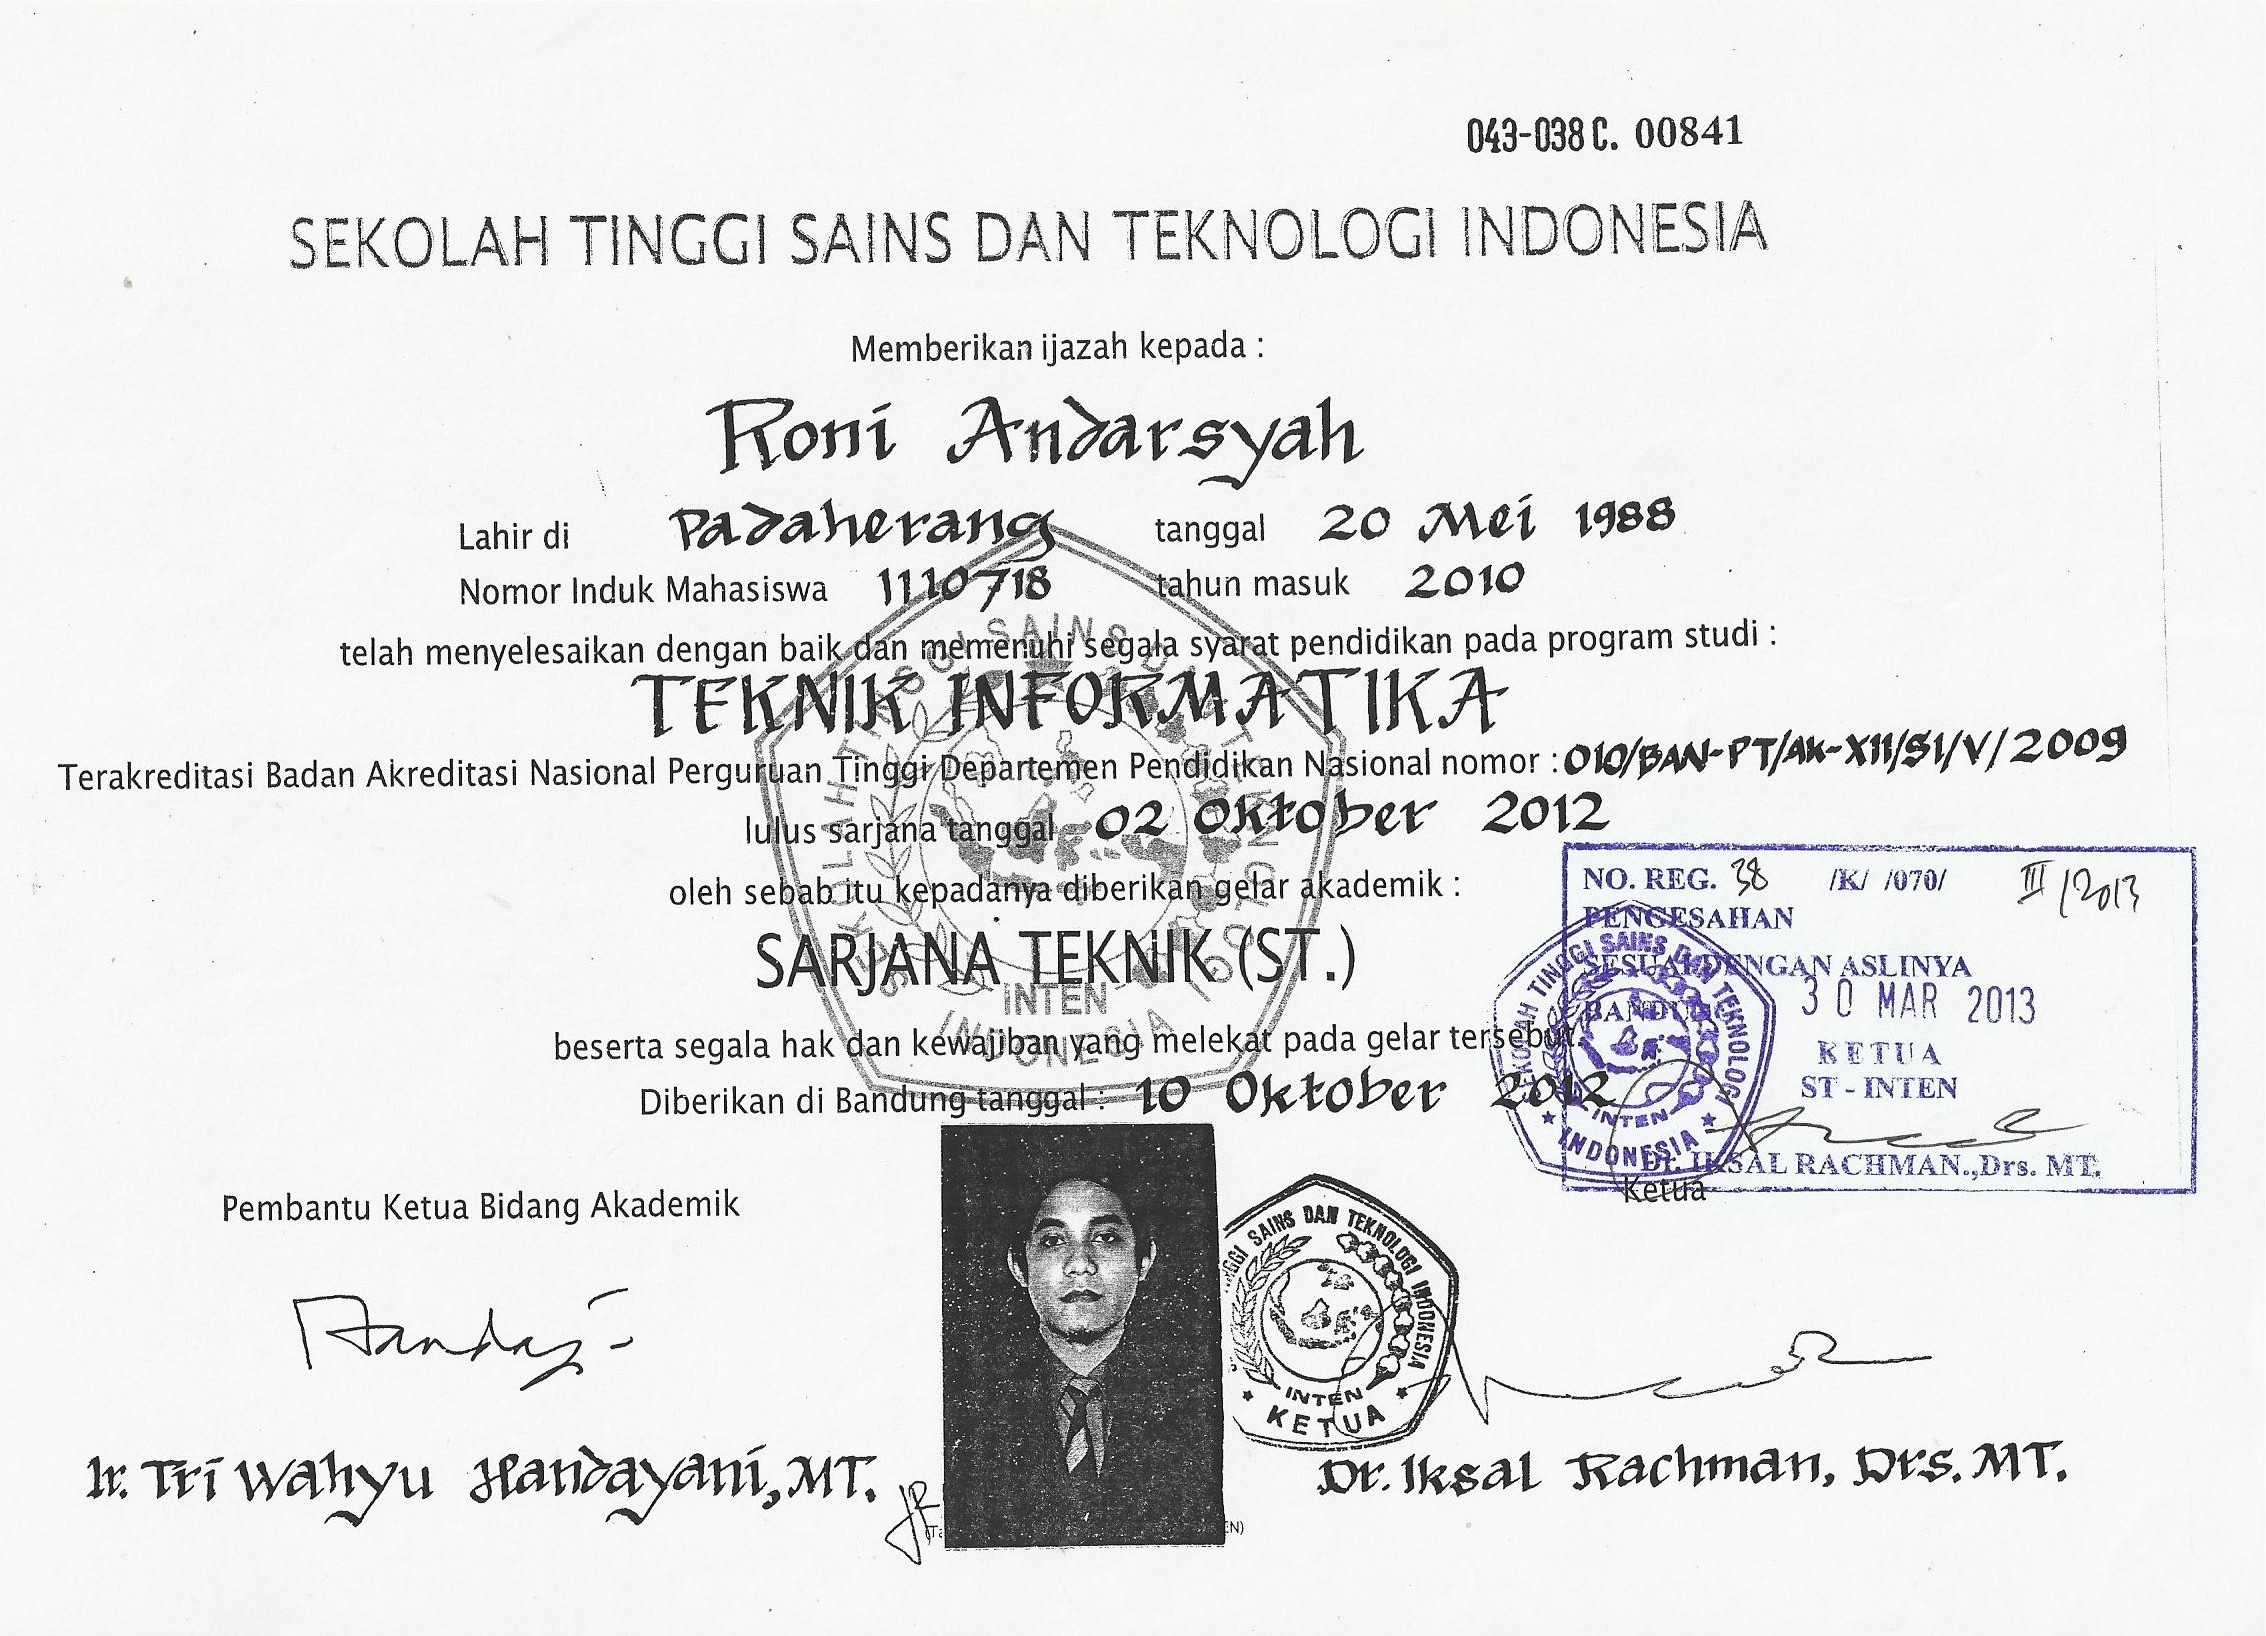 043-038 C. 00841
SEKOLAH TINGGI SAINS DAN TEKNOLOGI INDONESIA
Memberikan ijazah kepada :
Roni Andarsyah
Lahir di Padaherang tanggal 20 Mei 1988
Nomor Induk Mahasiswa 1110718 tahun masuk 2010
telah menyelesaikan dengan baik dan memenuhi segala syarat pendidikan pada program studi :
TEKNIK INFORMATIKA
Terakreditasi Badan Akreditasi Nasional Perguruan Tinggi Departemen Pendidikan Nasional nomor : 010/BAN-PT/AK-XII/S1/V/2009
lulus sarjana tanggal 02 Oktober 2012
oleh sebab itu kepadanya diberikan gelar akademik :
SARJANA TEKNIK (ST.)
beserta segala hak dan kewajiban yang melekat pada gelar tersebut.
Diberikan di Bandung tanggal : 10 Oktober 2012
SEKOLAH TINGGI SAINS DAN TEKNOLOGI
INTEN
INDONESIA
NO. REG. 38 /K/ /070/ III/2013
PENGESAHAN
SESUAI DENGAN ASLINYA
BANDUNG 30 MAR 2013
KETUA
ST - INTEN
Dr. IKSAL RACHMAN.,Drs. MT.
SEKOLAH TINGGI SAINS DAN TEKNOLOGI
INTEN
INDONESIA
Pembantu Ketua Bidang Akademik
Ketua
GGI SAINS DAN TEKNOLOGI INDONESIA
INTEN
KETUA
Ir. Tri Wahyu Handayani, MT.
Dr. Iksal Rachman, Drs. MT.